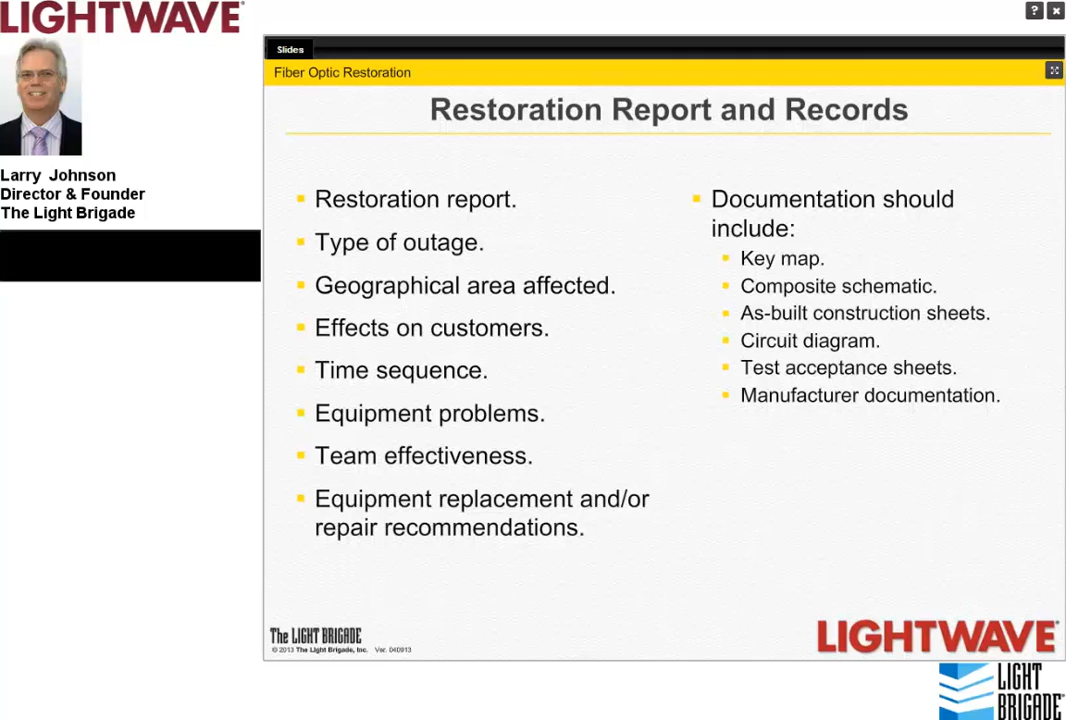 LIGHTWAVE®
Larry Johnson
Director & Founder
The Light Brigade
? ×
Slides
Fiber Optic Restoration
Restoration Report and Records
Restoration report.
Type of outage.
Geographical area affected.
Effects on customers.
Time sequence.
Equipment problems.
Team effectiveness.
Equipment replacement and/or
repair recommendations.
Documentation should
include:
Key map.
Composite schematic.
As-built construction sheets.
Circuit diagram.
Test acceptance sheets.
Manufacturer documentation.
The LIGHT BRIGADE
© 2013 The Light Brigade, Inc. Ver. 040913
LIGHTWAVE®
LIGHT
BRIGADE®